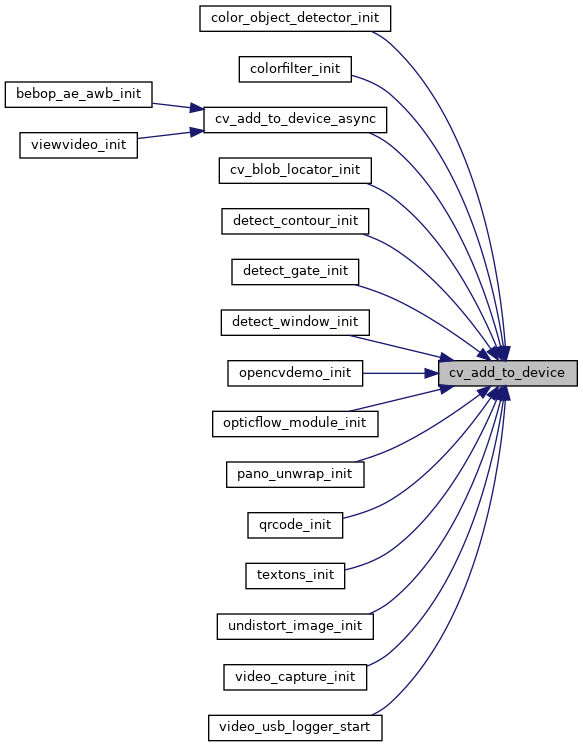 color_object_detector_init
colorfilter_init
bebop_ae_awb_init
cv_add_to_device_async
viewvideo_init
cv_blob_locator_init
detect_contour_init
detect_gate_init
detect_window_init
cv_add_to_device
opencvdemo_init
opticflow_module_init
pano_unwrap_init
qrcode_init
textons_init
undistort_image_init
video_capture_init
video_usb_logger_start